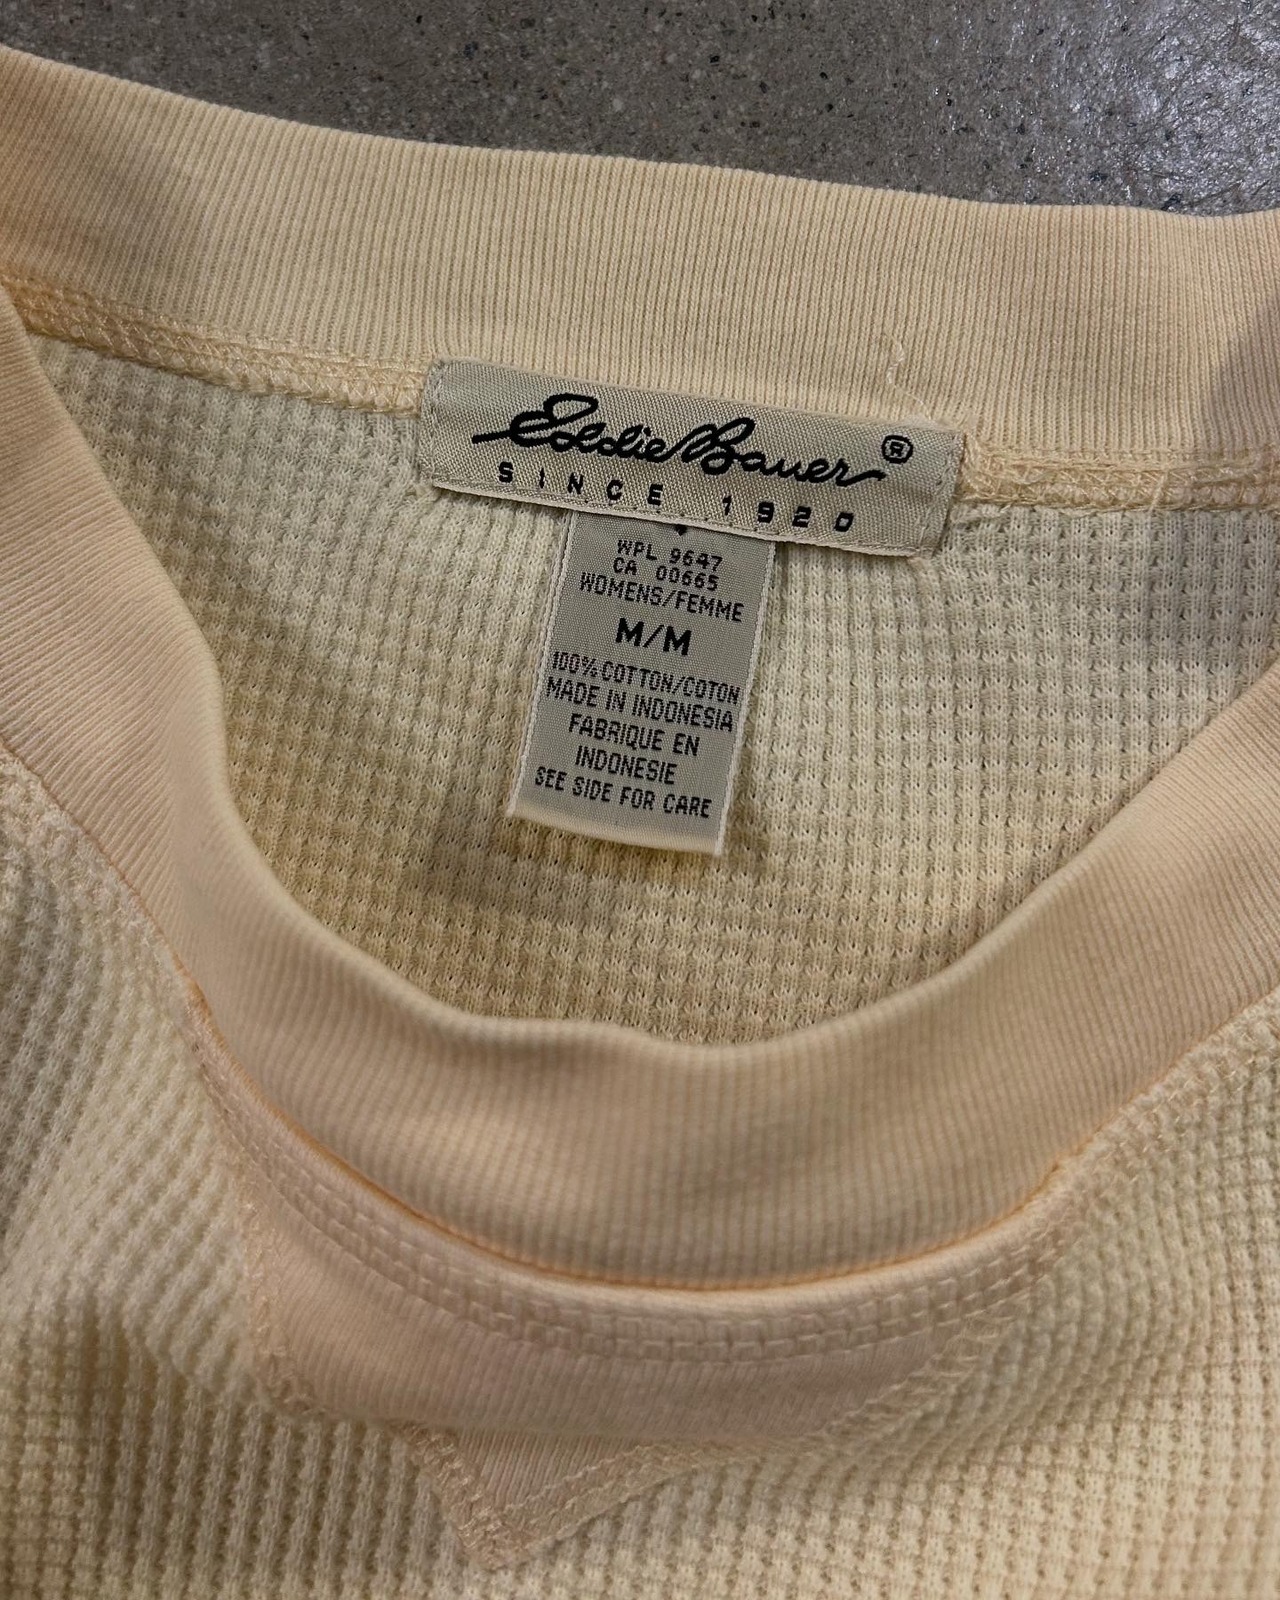 Eddie Bauer®
SINCE 1920
WPL 9647
CA 00665
WOMENS/FEMME
M/M
100% COTTON/COTON
MADE IN INDONESIA
FABRIQUE EN
INDONESIE
SEE SIDE FOR CARE